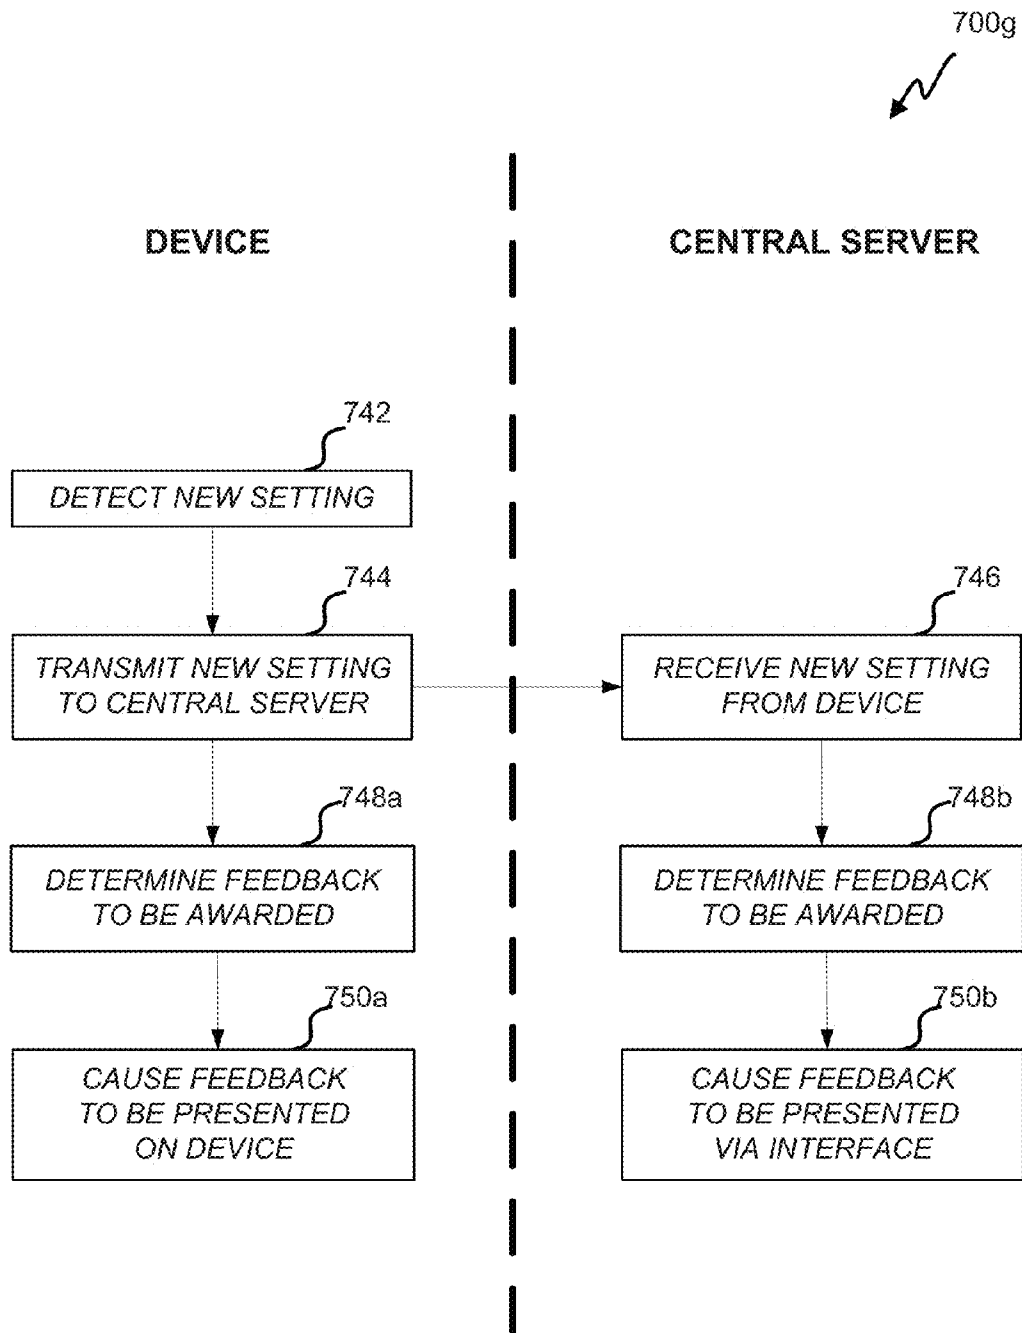 700g
DEVICE
CENTRAL SERVER
742
DETECT NEW SETTING
744
TRANSMIT NEW SETTING
TO CENTRAL SERVER
746
RECEIVE NEW SETTING
FROM DEVICE
748a
DETERMINE FEEDBACK
TO BE AWARDED
748b
DETERMINE FEEDBACK
TO BE AWARDED
750a
CAUSE FEEDBACK
TO BE PRESENTED
ON DEVICE
750b
CAUSE FEEDBACK
TO BE PRESENTED
VIA INTERFACE